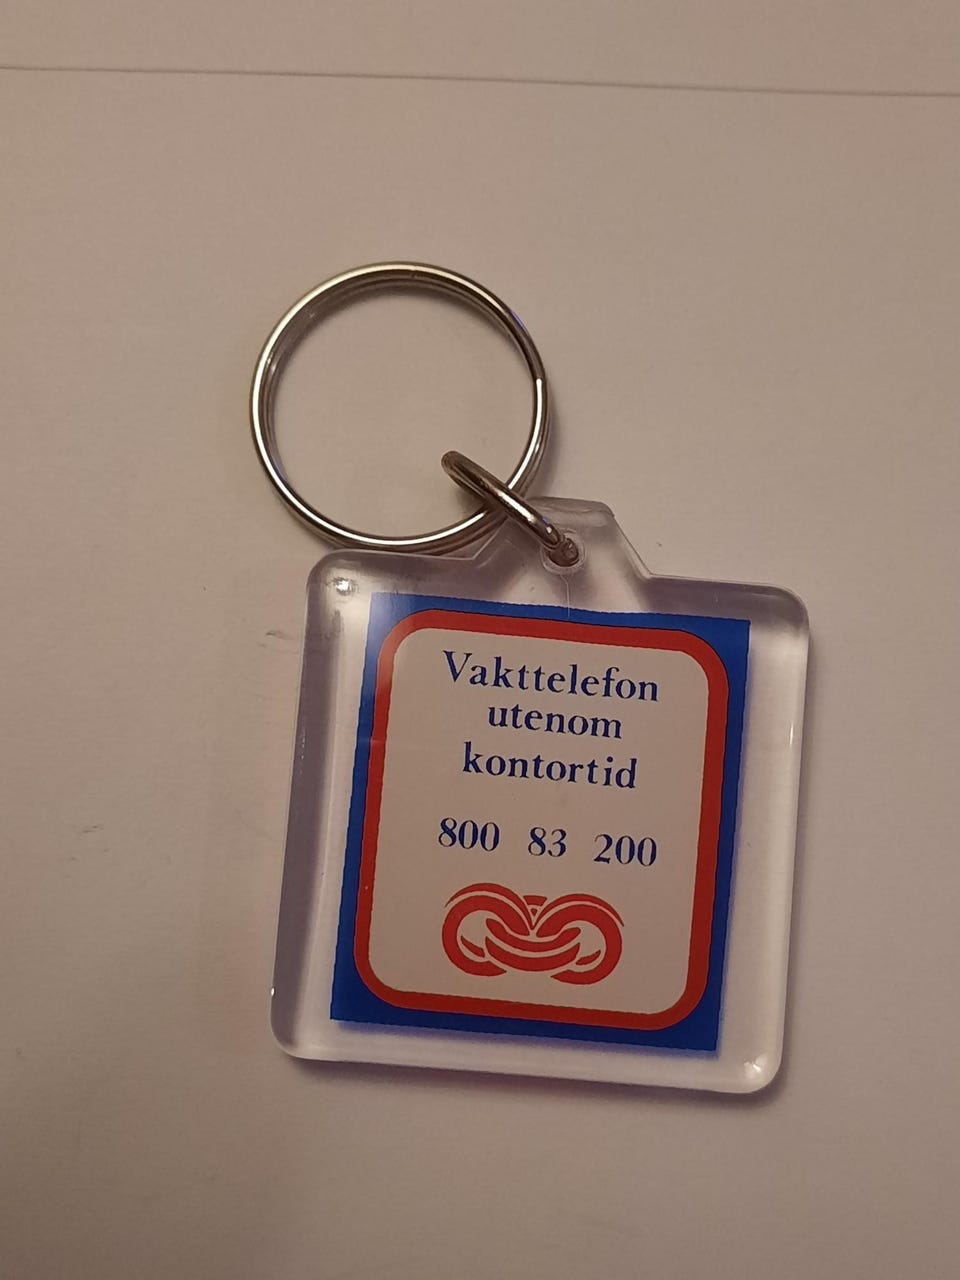 Vakttelefon
utenom
kontortid
800 83 200